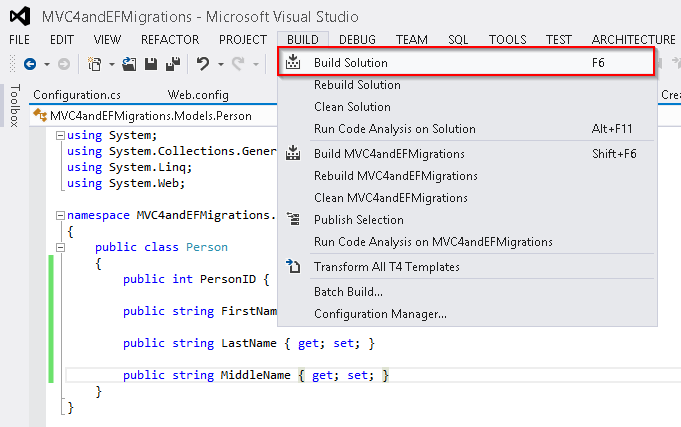 MVC4andEFMigrations - Microsoft Visual Studio
FILE EDIT VIEW REFACTOR PROJECT BUILD DEBUG TEAM SQL TOOLS TEST ARCHITECTURE
Build Solution F6
Rebuild Solution
Clean Solution
Run Code Analysis on Solution Alt+F11
Build MVC4andEFMigrations Shift+F6
Rebuild MVC4andEFMigrations
Clean MVC4andEFMigrations
Publish Selection
Run Code Analysis on MVC4andEFMigrations
Transform All T4 Templates
Batch Build...
Configuration Manager...
Toolbox
Configuration.cs Web.config Crea
MVC4andEFMigrations.Models.Person
using System;
using System.Collections.Gener
using System.Linq;
using System.Web;
namespace MVC4andEFMigrations.
{
public class Person
{
public int PersonID {
public string FirstNam
public string LastName { get; set; }
public string MiddleName { get; set; }
}
}